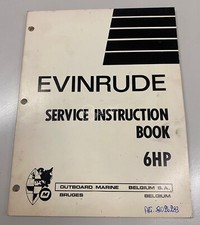 EVINRUDE
SERVICE INSTRUCTION
BOOK
6HP
OUTBOARD MARINE BELGIUM S.A.
BRUGES BELGIUM